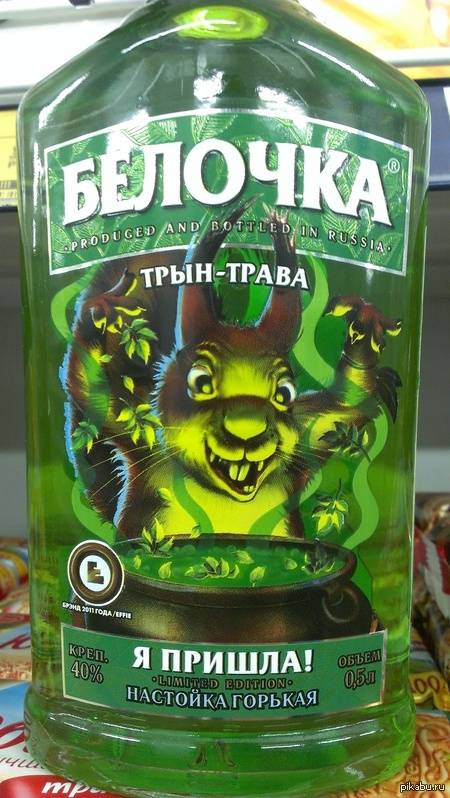 БЕЛОЧКА®
·PRODUCED AND BOTTLED IN RUSSIA·
ТРЫН-ТРАВА
БРЭНД 2011 ГОДА/EFFIE
КРЕП. 40%
Я ПРИШЛА!
·LIMITED EDITION·
НАСТОЙКА ГОРЬКАЯ
ОБЪЕМ 0,5л
pikabu.ru